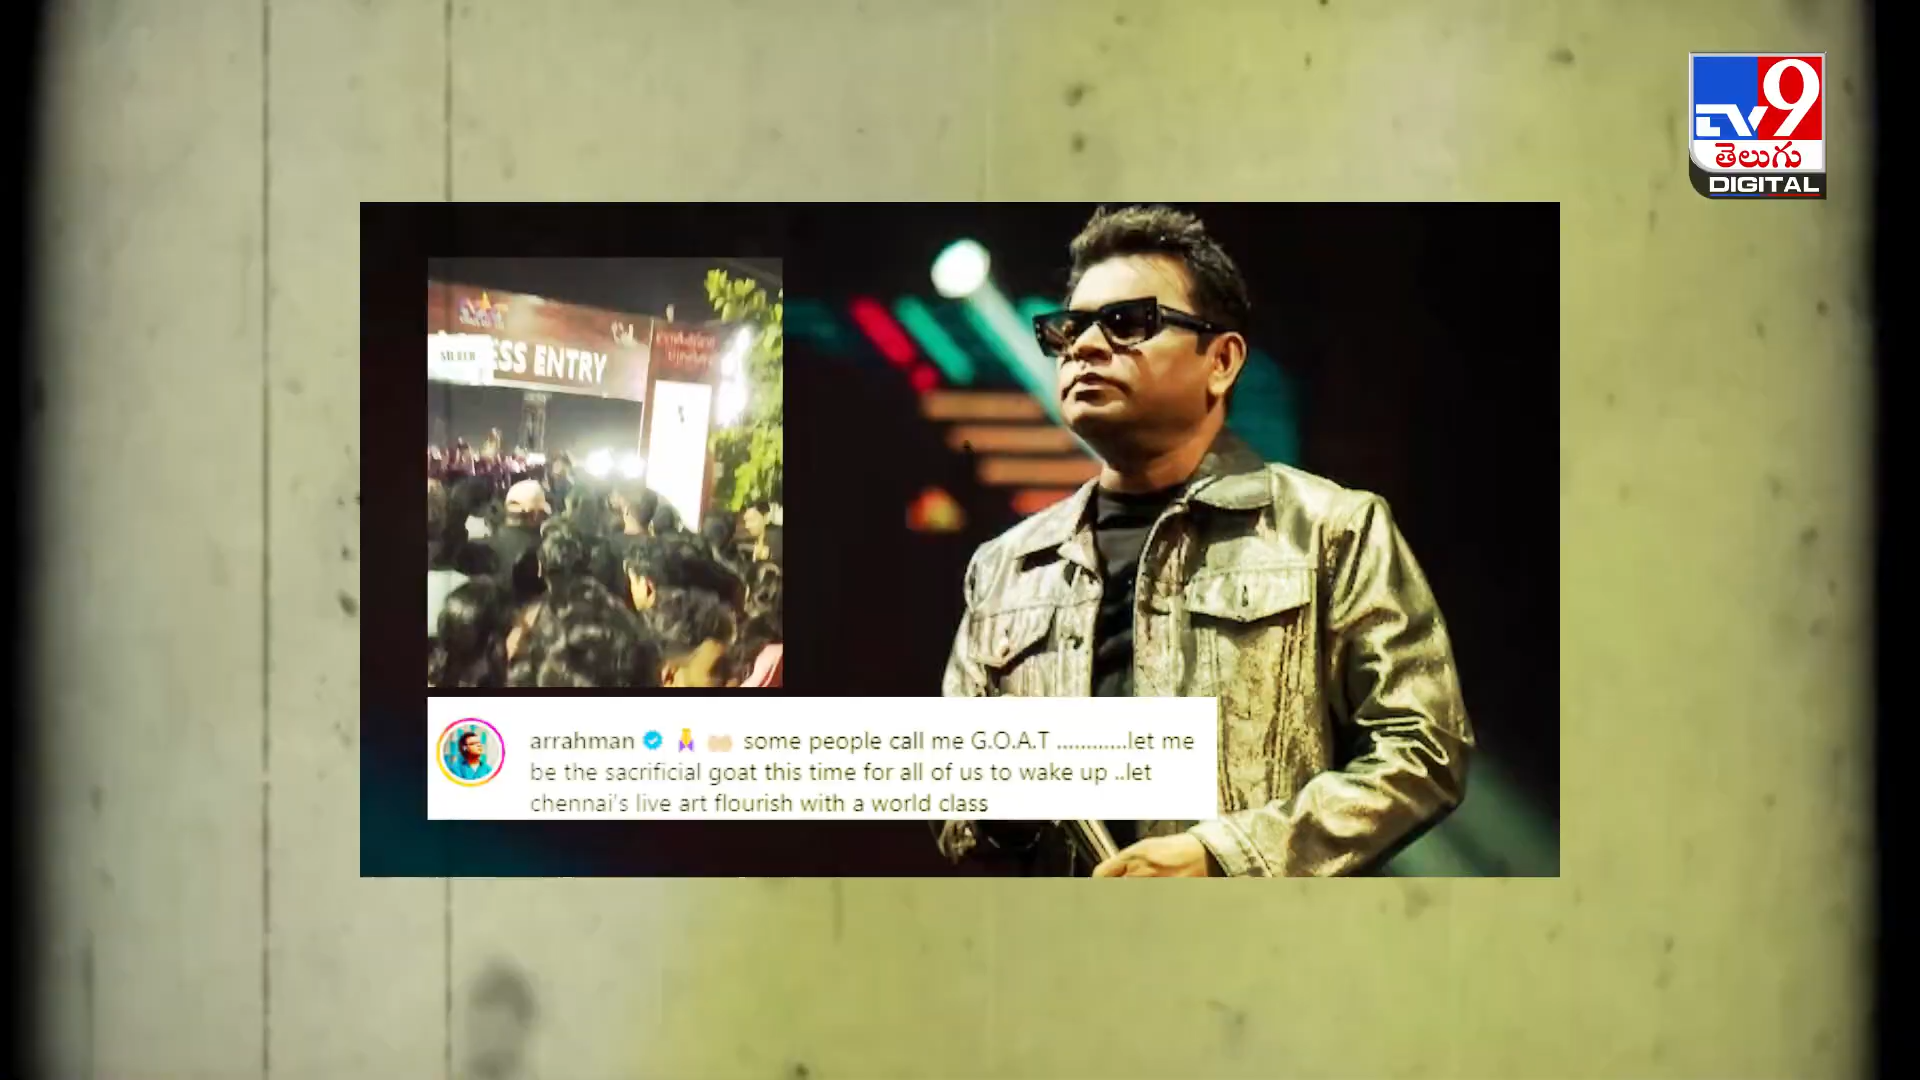 TV9
తెలుగు
DIGITAL
SILVER
ESS ENTRY
arrahman some people call me G.O.A.T ............let me
be the sacrificial goat this time for all of us to wake up ..let
chennai's live art flourish with a world class